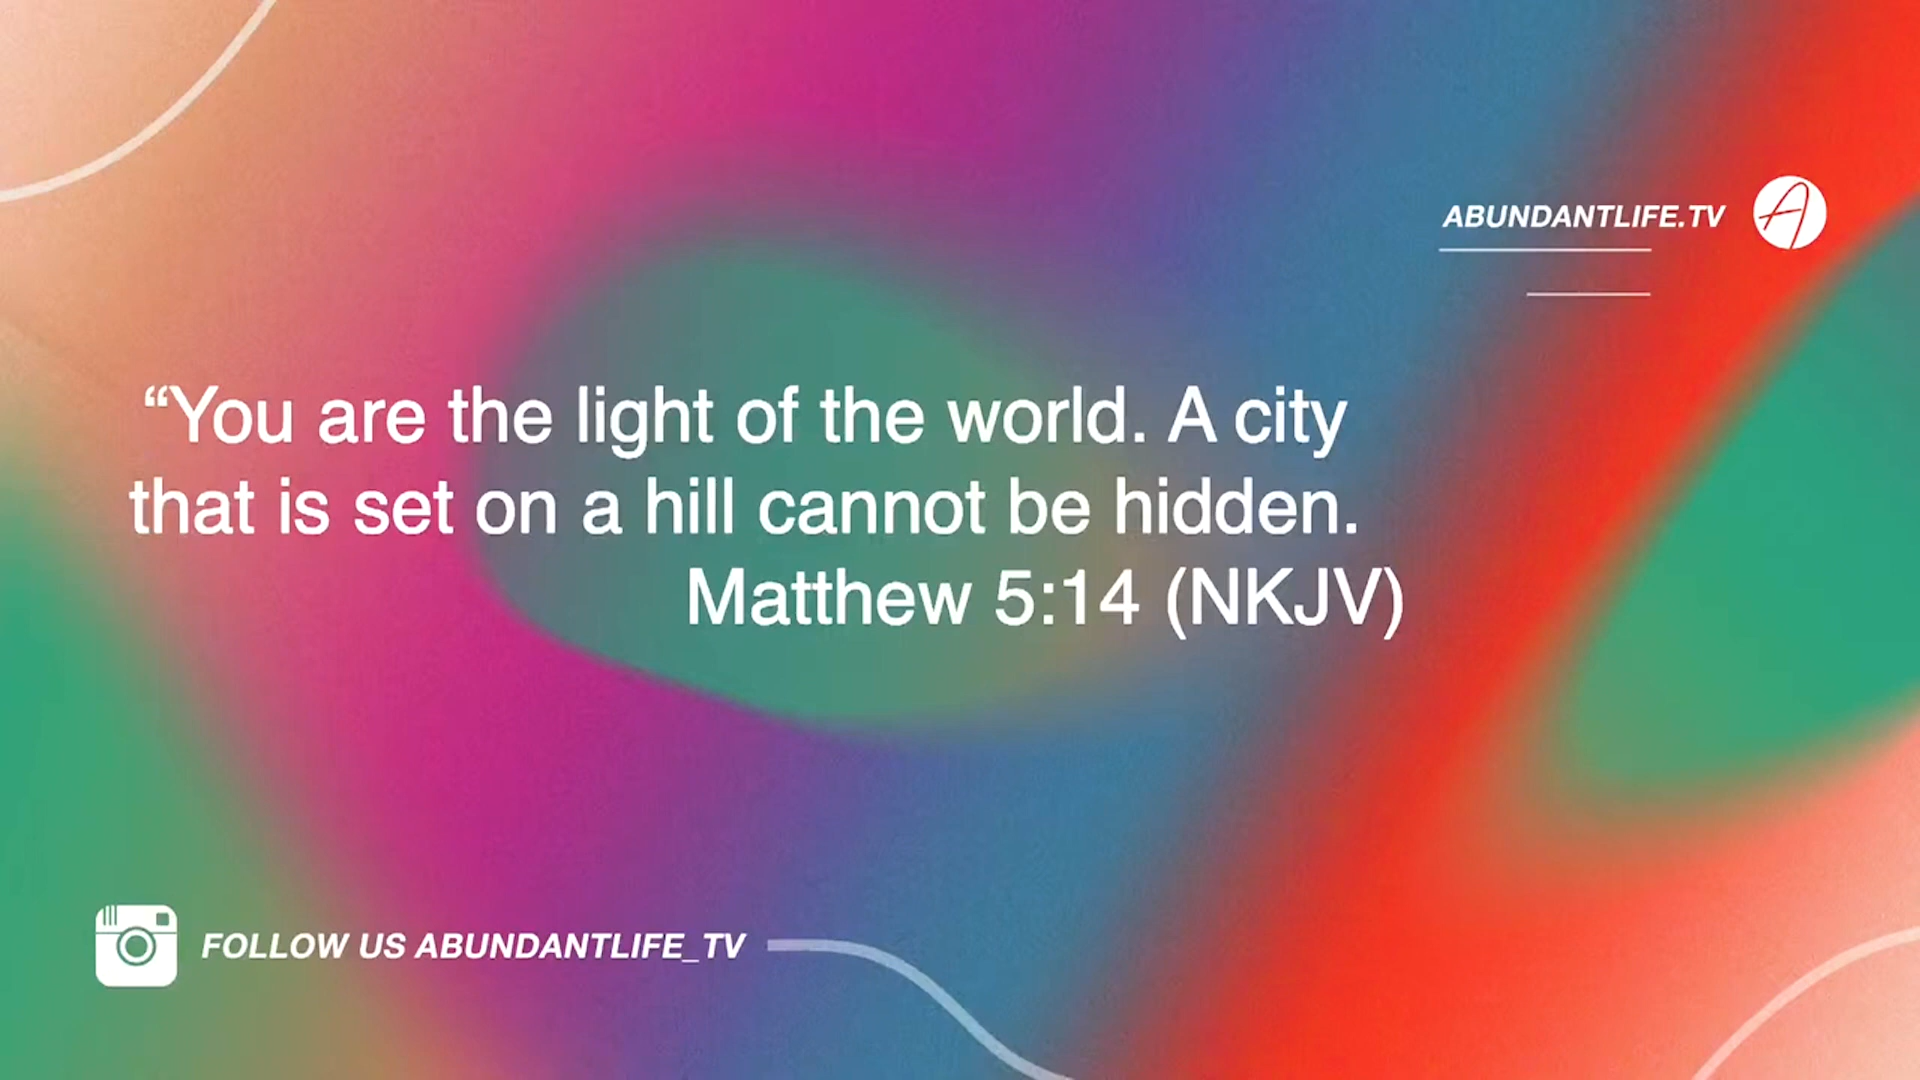 ABUNDANTLIFE.TV
“You are the light of the world. A city
that is set on a hill cannot be hidden.
Matthew 5:14 (NKJV)
FOLLOW US ABUNDANTLIFE_TV